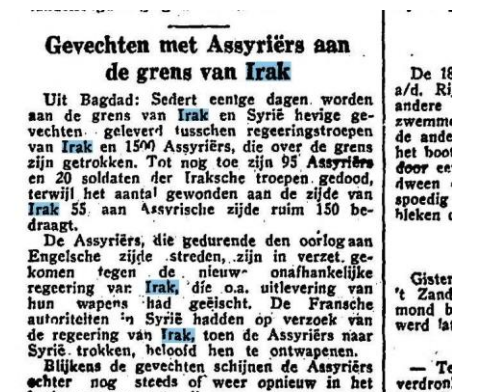 Gevechten met Assyriërs aan
de grens van Irak
Uit Bagdad: Sedert eenige dagen worden
aan de grens van Irak en Syrië hevige ge-
vechten geleverd tusschen regeeringstroepen
van Irak en 1500 Assyriërs, die over de grens
zijn getrokken. Tot nog toe zijn 95 Assyriërs
en 20 soldaten der Iraksche troepen gedood,
terwijl het aantal gewonden aan de zijde van
Irak 55 aan Assyrische zijde ruim 150 be-
draagt.
De Assyriërs, die gedurende den oorlog aan
Engelsche zijde streden, zijn in verzet ge-
komen tegen de nieuw- onafhankelijke
regeering van Irak, die o.a. uitlevering van
hun wapens had geëischt. De Fransche
autoriteiten in Syrië hadden op verzoek van
de regeering van Irak, toen de Assyriërs naar
Syrië trokken, beloofd hen te ontwapenen.
Blijkens de gevechten schijnen de Assyriërs
echter nog steeds of weer opnieuw in het
De 18
a/d. Rij
andere
zwemme
de ande
het boot
door ee
dween
spoedig
bleken
Gister
't Zand
mond b
werd
— Te
verdron